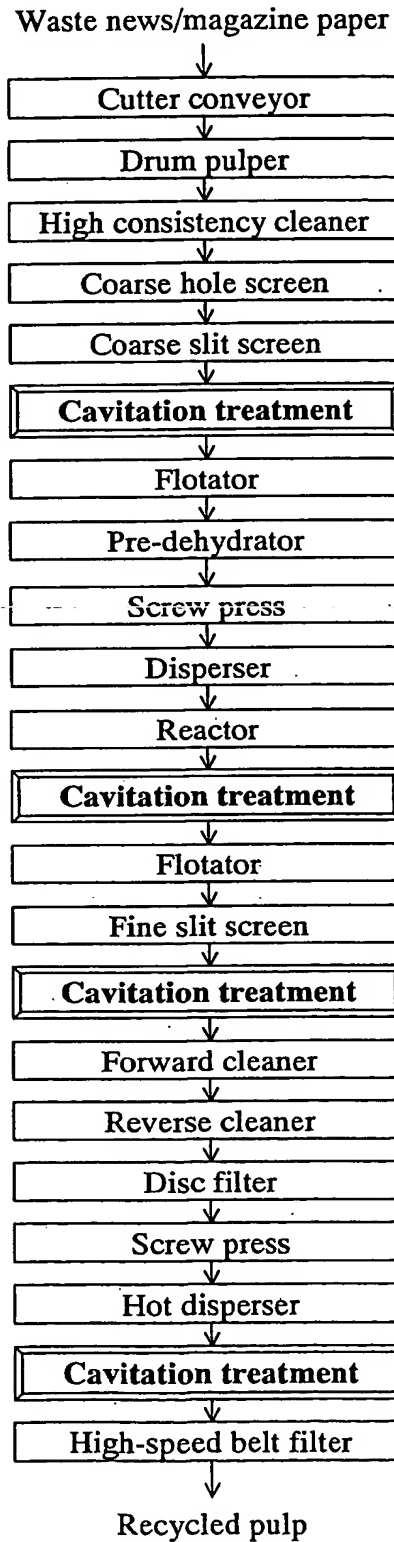 Waste news/magazine paper
Cutter conveyor
Drum pulper
High consistency cleaner
Coarse hole screen
Coarse slit screen
Cavitation treatment
Flotator
Pre-dehydrator
Screw press
Disperser
Reactor
Cavitation treatment
Flotator
Fine slit screen
Cavitation treatment
Forward cleaner
Reverse cleaner
Disc filter
Screw press
Hot disperser
Cavitation treatment
High-speed belt filter
Recycled pulp